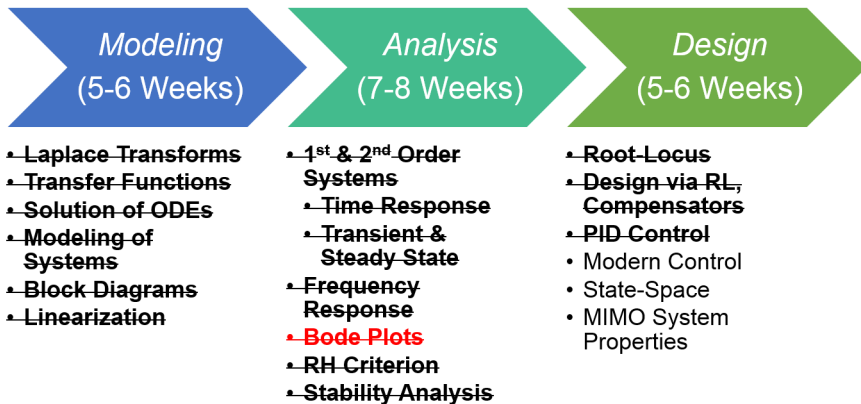 Modeling
(5-6 Weeks)
• Laplace Transforms
• Transfer Functions
• Solution of ODEs
• Modeling of
Systems
• Block Diagrams
• Linearization
Analysis
(7-8 Weeks)
• 1st & 2nd Order
Systems
• Time Response
• Transient &
Steady State
• Frequency
Response
• Bode Plots
• RH Criterion
• Stability Analysis
Design
(5-6 Weeks)
• Root-Locus
• Design via RL,
Compensators
• PID Control
• Modern Control
• State-Space
• MIMO System
Properties